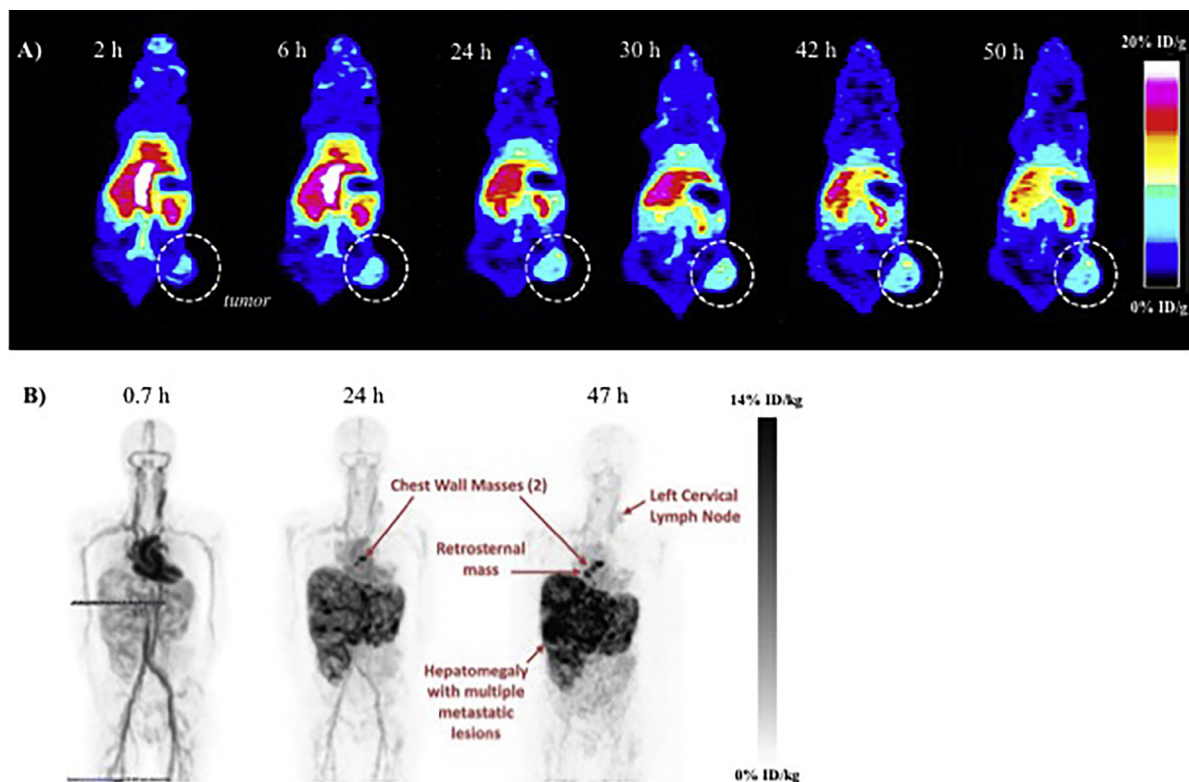 A)
2 h
6 h
24 h
30 h
42 h
50 h
20% ID/g
0% ID/g
tumor
B)
0.7 h
24 h
47 h
14% ID/kg
Chest Wall Masses (2)
Left Cervical
Lymph Node
Retrosternal
mass
Hepatomegaly
with multiple
metastatic
lesions
0% ID/kg